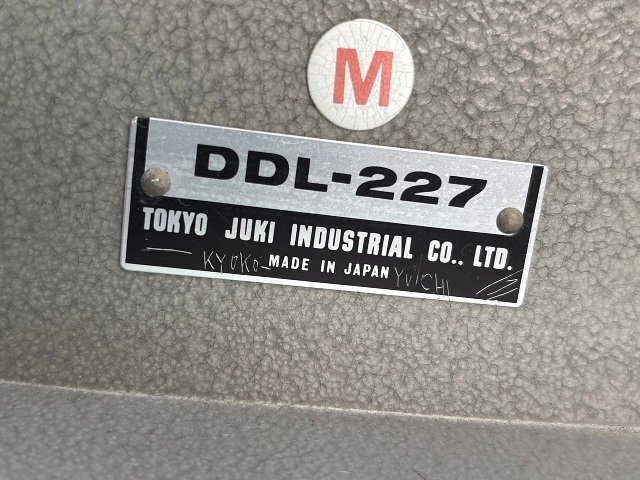 M
DDL-227
TOKYO JUKI INDUSTRIAL CO., LTD.
KYOKO- MADE IN JAPAN YUICHI